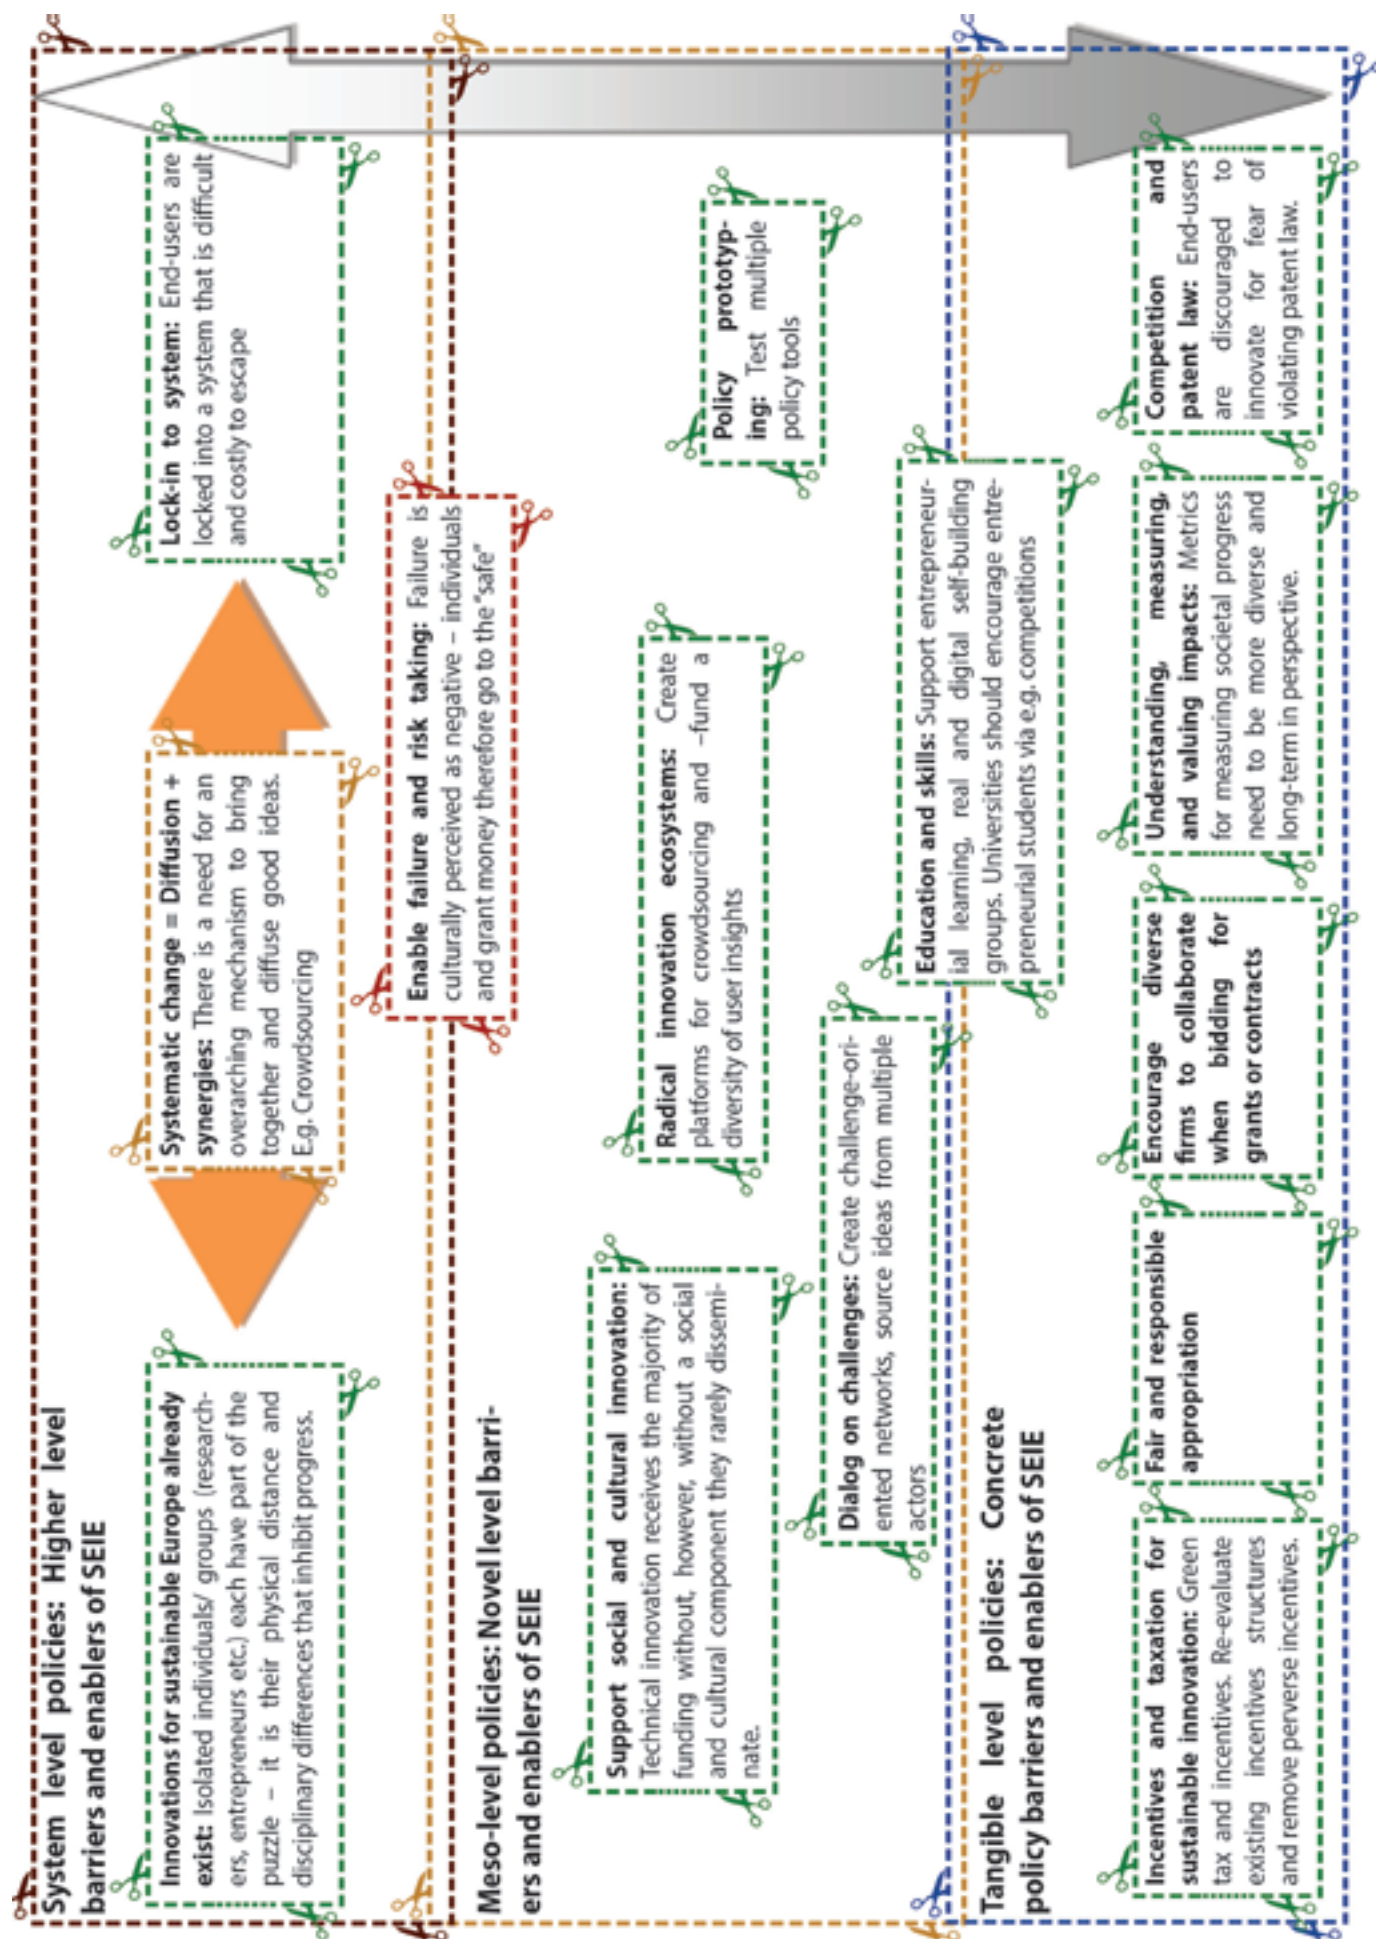 System level policies: Higher level
barriers and enablers of SEIE
Innovations for sustainable Europe already
exist: Isolated individuals/ groups (research-
ers, entrepreneurs etc.) each have part of the
puzzle – it is their physical distance and
disciplinary differences that inhibit progress.
Systematic change = Diffusion +
synergies: There is a need for an
overarching mechanism to bring
together and diffuse good ideas.
E.g. Crowdsourcing
Lock-in to system: End-users are
locked into a system that is difficult
and costly to escape
Enable failure and risk taking: Failure is
culturally perceived as negative – individuals
and grant money therefore go to the "safe"
Meso-level policies: Novel level barri-
ers and enablers of SEIE
Support social and cultural innovation:
Technical innovation receives the majority of
funding without, however, without a social
and cultural component they rarely dissemi-
nate.
Radical innovation ecosystems: Create
platforms for crowdsourcing and –fund a
diversity of user insights
Policy prototyp-
ing: Test multiple
policy tools
Dialog on challenges: Create challenge-ori-
ented networks, source ideas from multiple
actors
Education and skills: Support entrepreneur-
ial learning, real and digital self-building
groups. Universities should encourage entre-
preneurial students via e.g. competitions
Tangible level policies: Concrete
policy barriers and enablers of SEIE
Incentives and taxation for
sustainable innovation: Green
tax and incentives. Re-evaluate
existing incentives structures
and remove perverse incentives.
Fair and responsible
appropriation
Encourage diverse
firms to collaborate
when bidding for
grants or contracts
Understanding, measuring,
and valuing impacts: Metrics
for measuring societal progress
need to be more diverse and
long-term in perspective.
Competition and
patent law: End-users
are discouraged to
innovate for fear of
violating patent law.